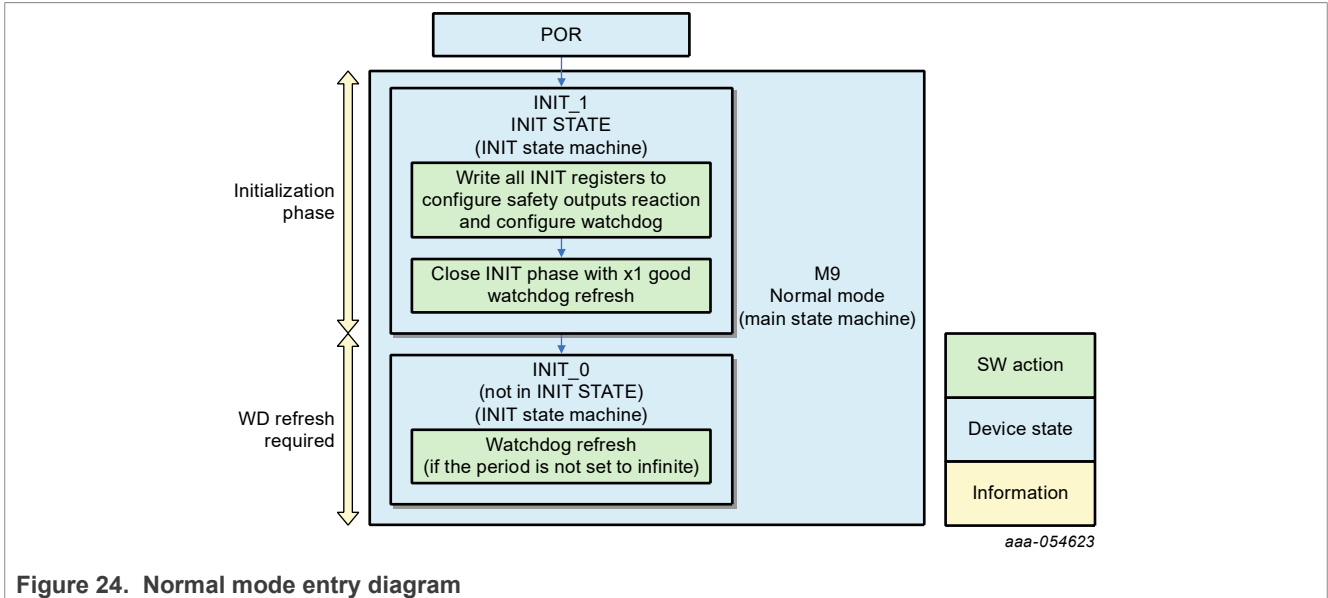 POR
INIT_1
INIT STATE
(INIT state machine)
Write all INIT registers to
configure safety outputs reaction
and configure watchdog
Initialization
phase
Close INIT phase with x1 good
watchdog refresh
M9
Normal mode
(main state machine)
INIT_0
(not in INIT STATE)
(INIT state machine)
WD refresh
required
Watchdog refresh
(if the period is not set to infinite)
SW action
Device state
Information
aaa-054623
Figure 24. Normal mode entry diagram